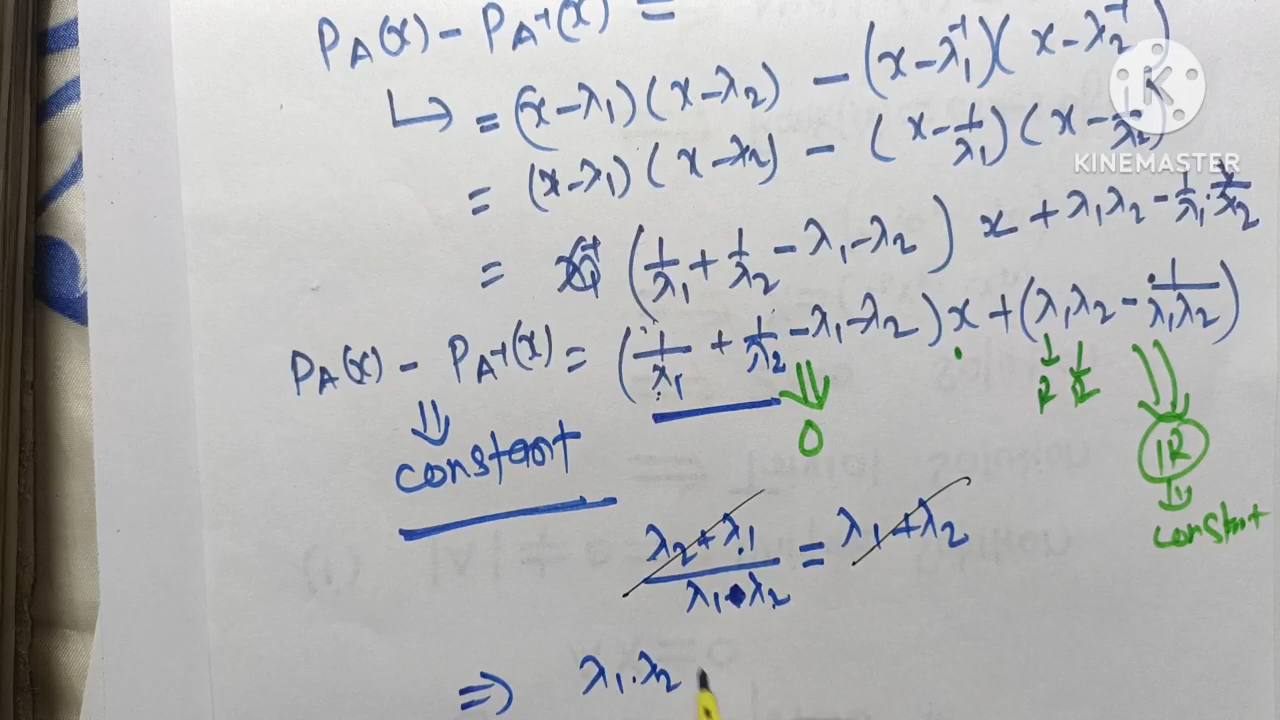 P_A(x) - P_{A^{-1}}(x) =
↳ = (x-λ₁)(x-λ₂) - (x-λ₁⁻¹)(x-λ₂⁻¹)
= (x-λ₁)(x-λ₂) - (x-1/λ₁)(x-1/λ₂)
= (1/λ₁ + 1/λ₂ - λ₁ - λ₂) x + λ₁λ₂ - 1/λ₁ · 1/λ₂
P_A(x) - P_{A^{-1}}(x) = (1/λ₁ + 1/λ₂ - λ₁ - λ₂) x + (λ₁λ₂ - 1/λ₁λ₂)
⇓ constant
⇓ 0
↓ ↓ R R
⇓ IR
⇓ constant
(λ₂+λ₁)/(λ₁·λ₂) = λ₁+λ₂
⇒ λ₁.λ₂
KINEMASTER